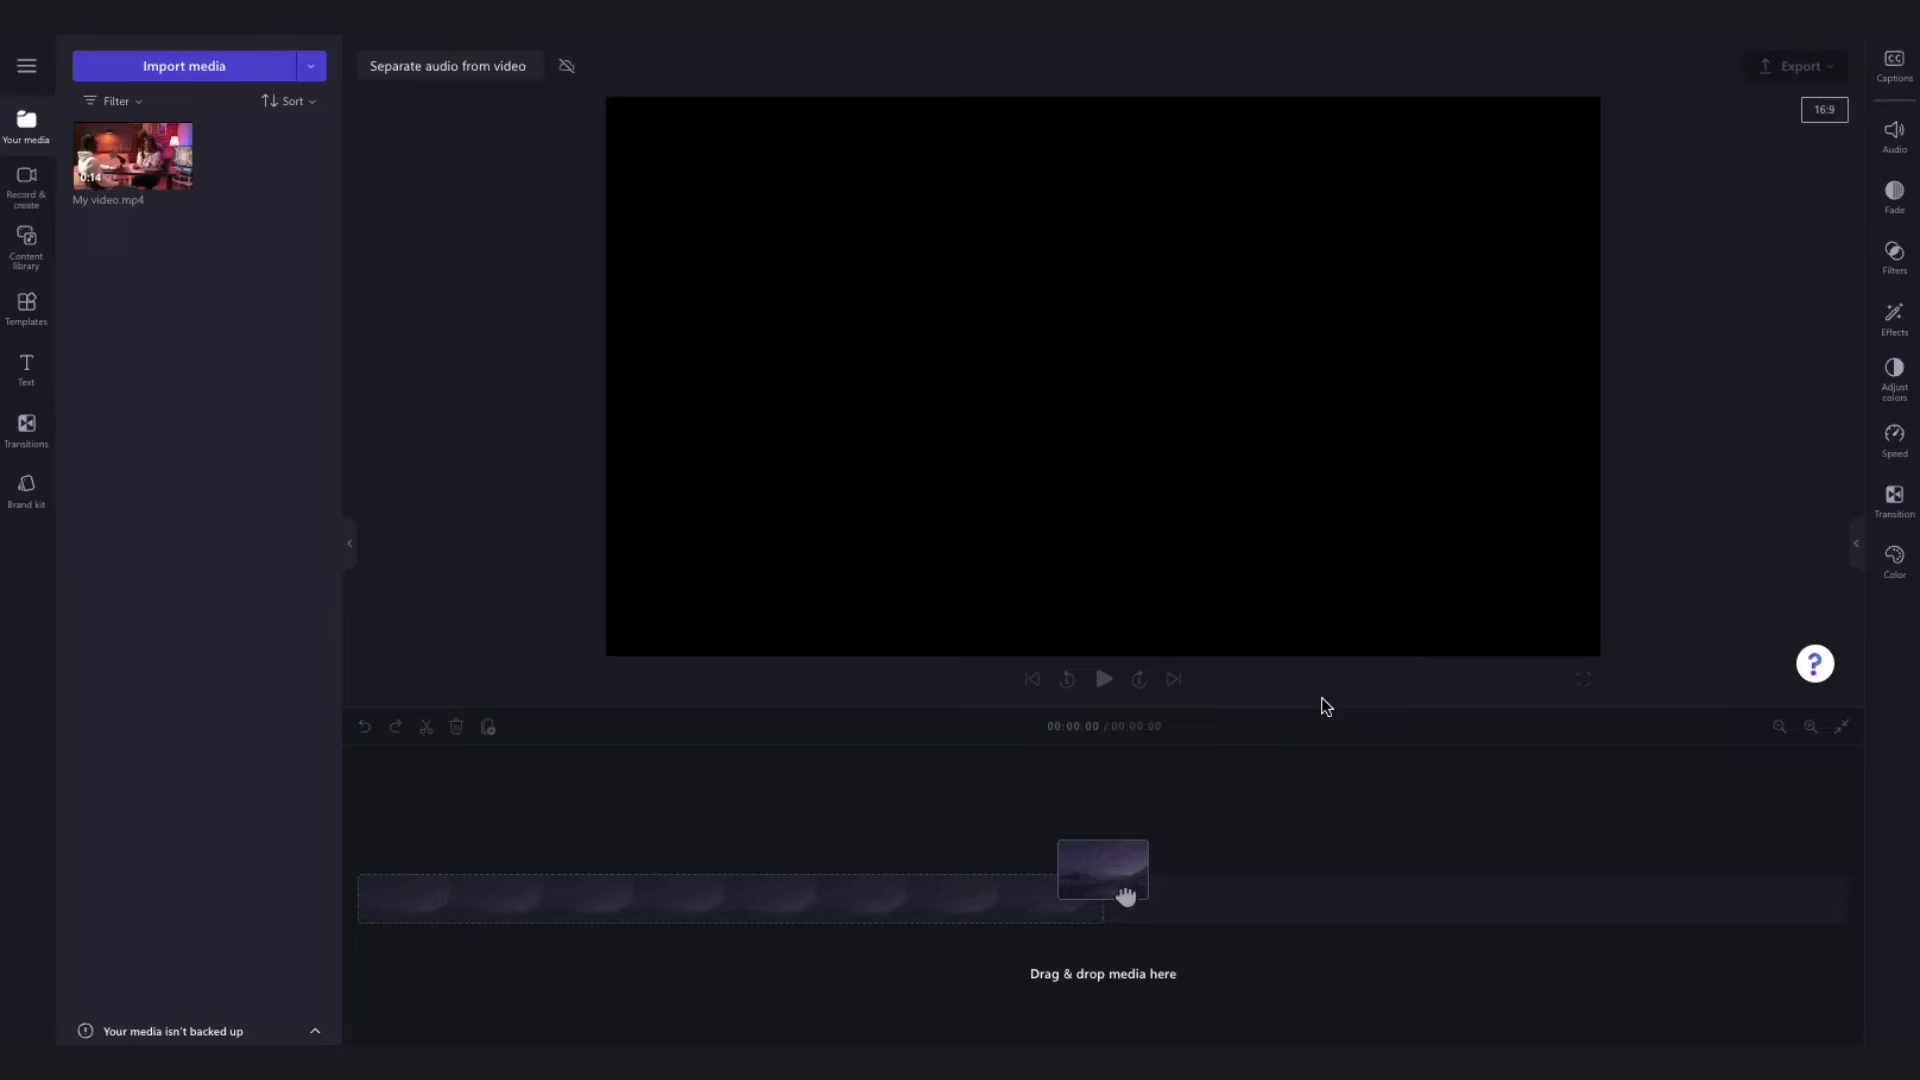 Import media
Separate audio from video
Export
Captions
Filter
Sort
16:9
Your media
0:14
My video.mp4
Record &
create
Content
library
Templates
Text
Transitions
Brand kit
Audio
Fade
Filters
Effects
Adjust
colors
Speed
Transition
Color
?
00:00.00 / 00:00.00
Drag & drop media here
Your media isn't backed up